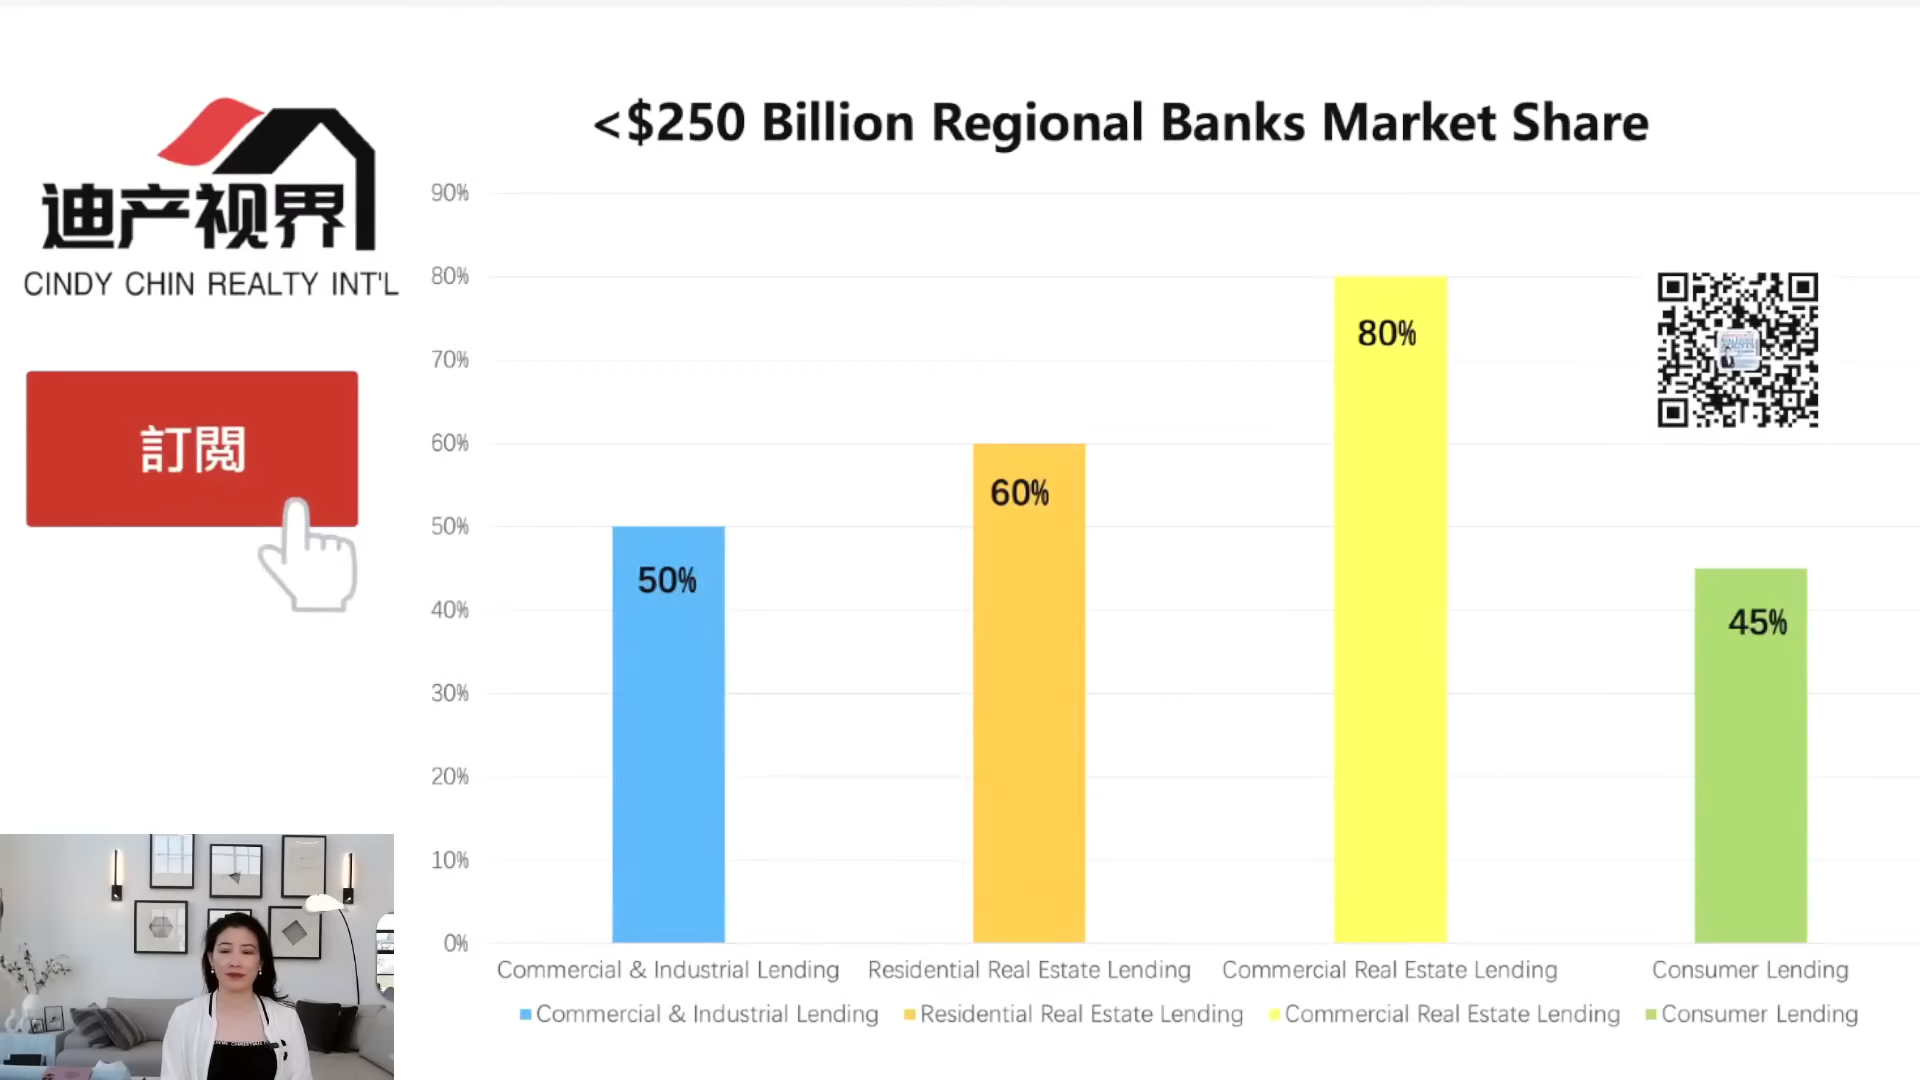 <$250 Billion Regional Banks Market Share
迪产视界
CINDY CHIN REALTY INT'L
訂閲
90%
80%
70%
60%
50%
40%
30%
20%
10%
0%
50%
60%
80%
45%
Commercial & Industrial Lending
Residential Real Estate Lending
Commercial Real Estate Lending
Consumer Lending
Commercial & Industrial Lending
Residential Real Estate Lending
Commercial Real Estate Lending
Consumer Lending